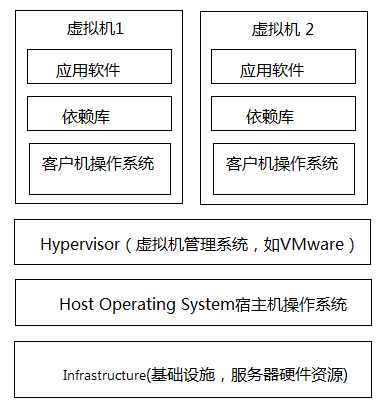 虚拟机1
应用软件
依赖库
客户机操作系统
虚拟机 2
应用软件
依赖库
客户机操作系统
Hypervisor（虚拟机管理系统，如VMware）
Host Operating System宿主机操作系统
Infrastructure(基础设施，服务器硬件资源)